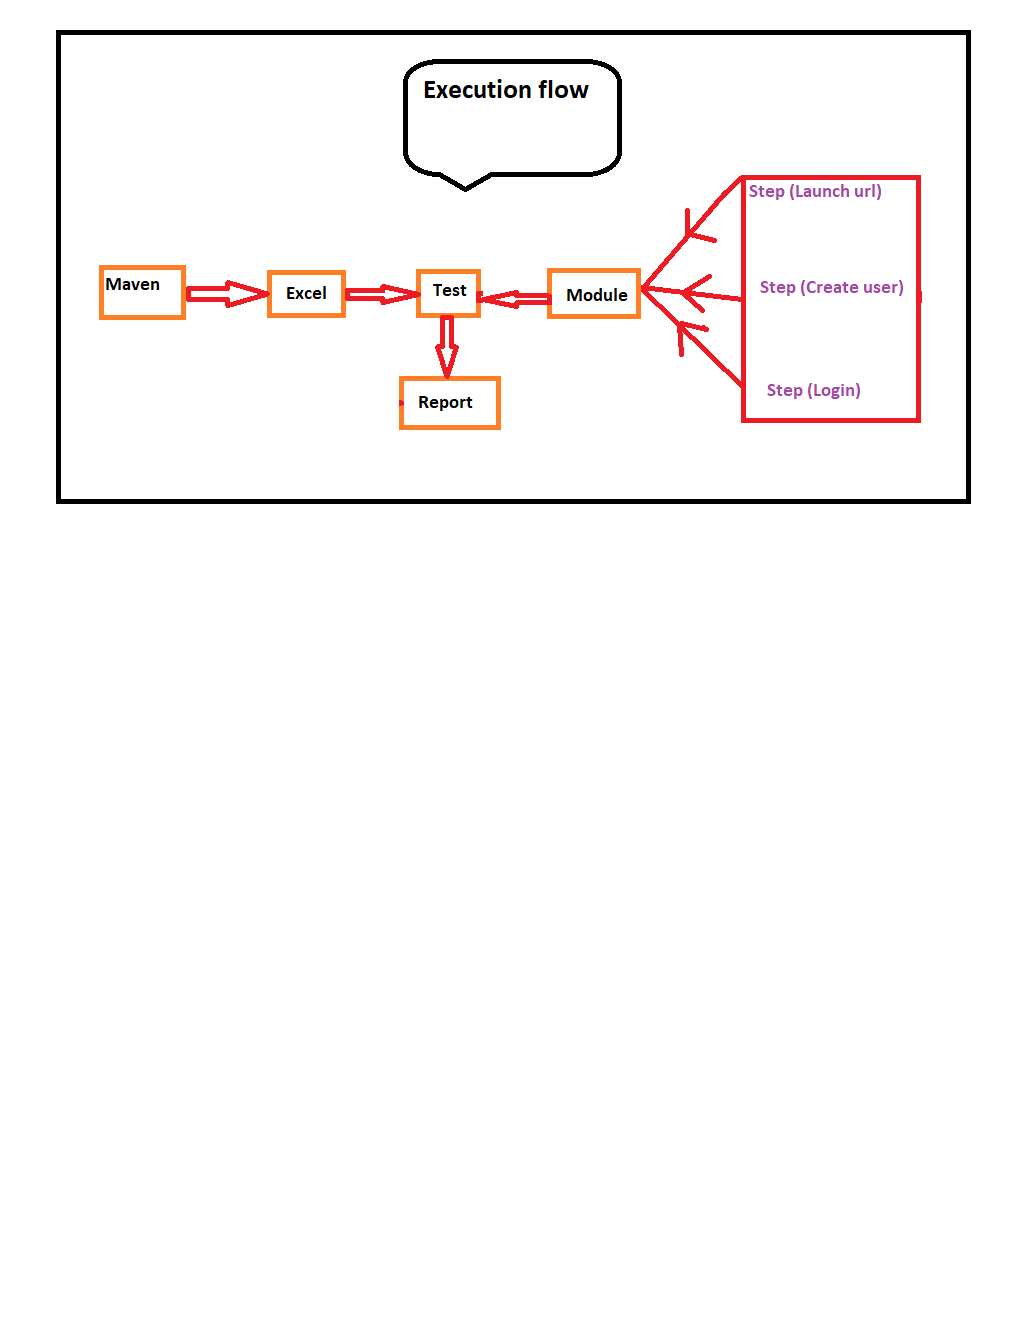 Execution flow
Step (Launch url)
Maven
Excel
Test
Module
Step (Create user)
Report
Step (Login)